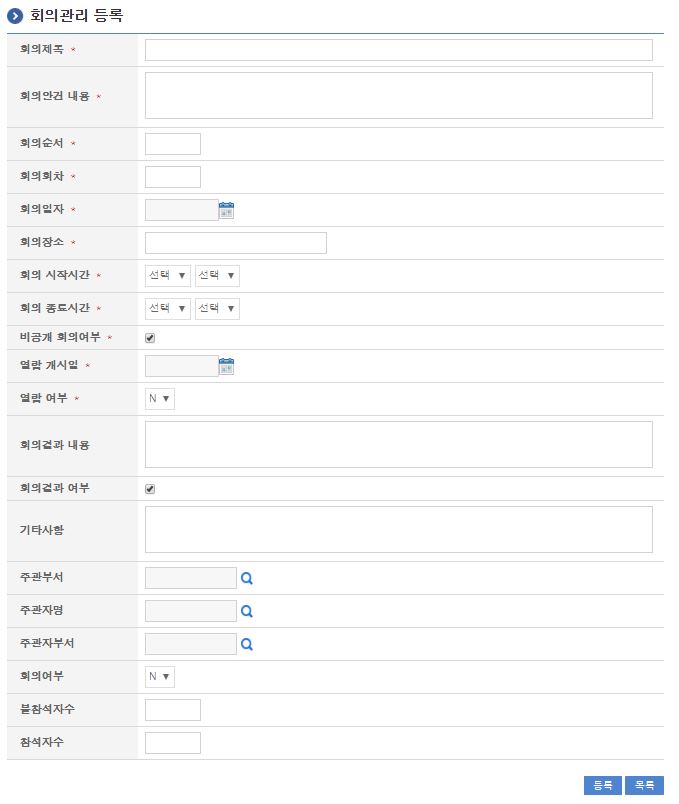 회의관리 등록
회의제목 *
회의안건 내용 *
회의순서 *
회의회차 *
회의일자 *
회의장소 *
회의 시작시간 * 선택 ▼ 선택 ▼
회의 종료시간 * 선택 ▼ 선택 ▼
비공개 회의여부 *
열람 개시일 *
열람 여부 * N ▼
회의결과 내용
회의결과 여부
기타사항
주관부서
주관자명
주관자부서
회의여부 N ▼
불참석자수
참석자수
등록 목록